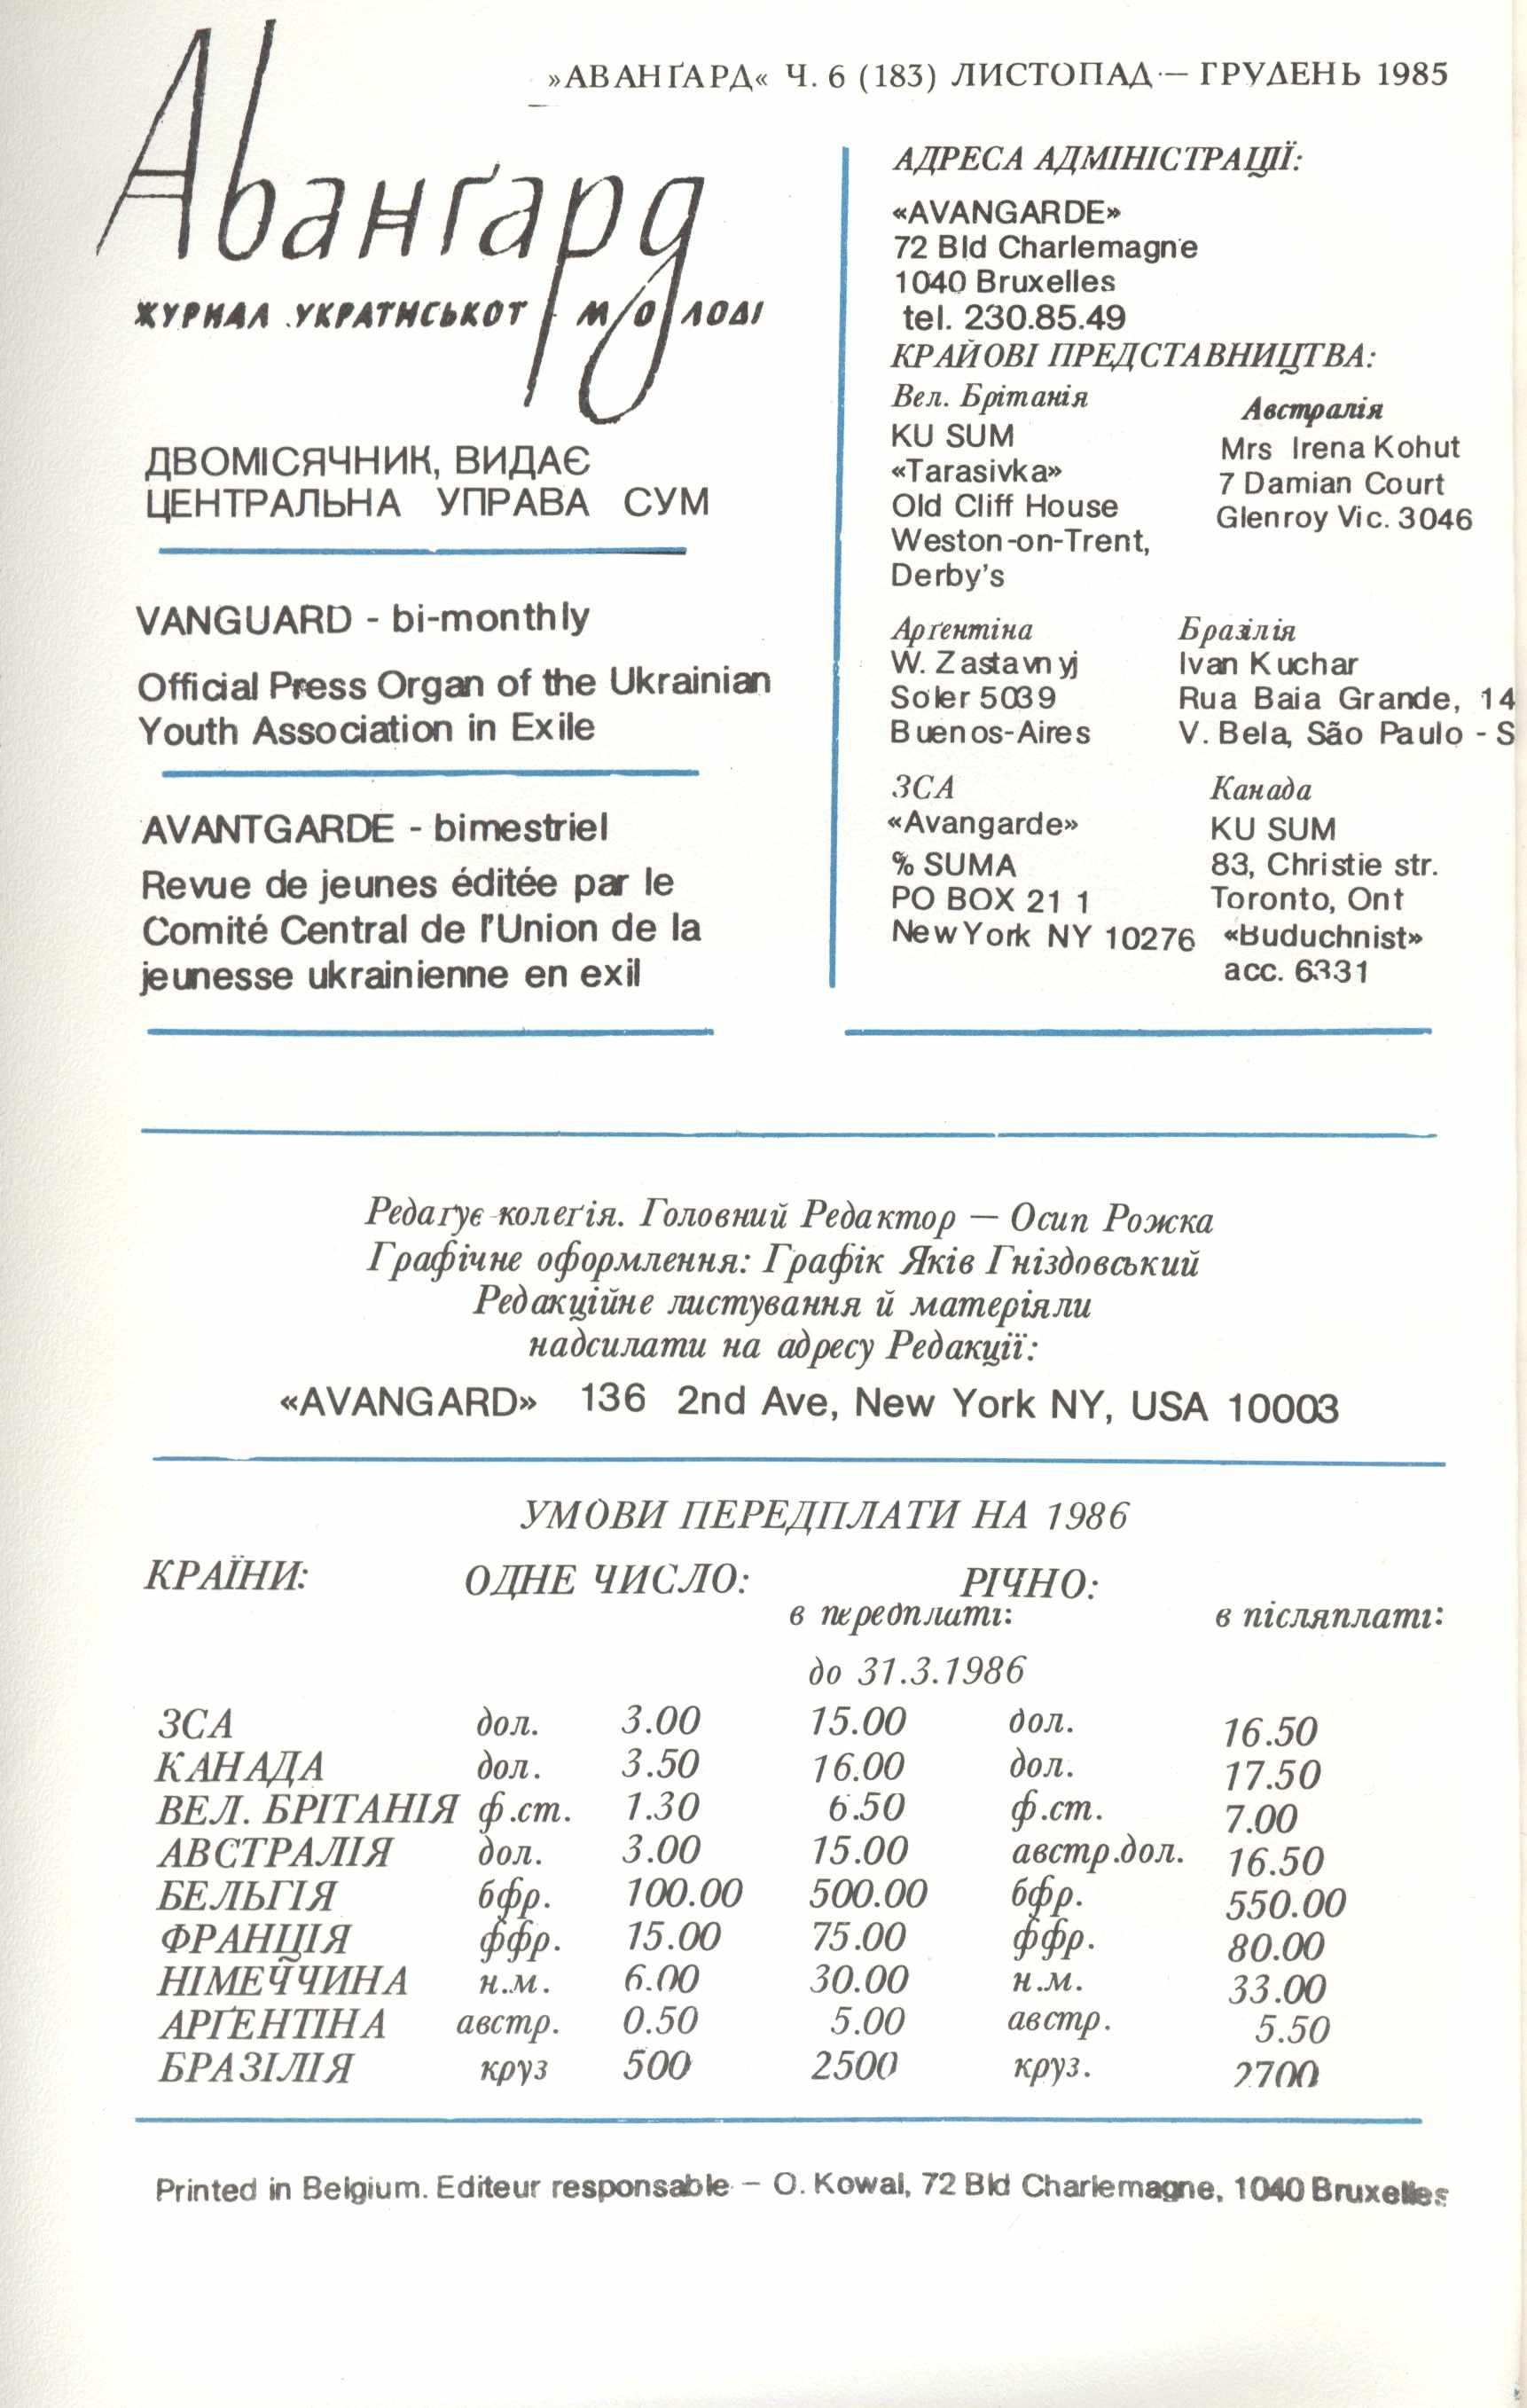 »АВАНҐАРД« Ч. 6 (183) ЛИСТОПАД — ГРУДЕНЬ 1985
Аванґард
ЖУРНАЛ УКРАЇНСЬКОЇ МОЛОДІ
ДВОМІСЯЧНИК, ВИДАЄ
ЦЕНТРАЛЬНА УПРАВА СУМ
VANGUARD - bi-monthly
Official Press Organ of the Ukrainian
Youth Association in Exile
AVANTGARDE - bimestriel
Revue de jeunes éditée par le
Comité Central de l'Union de la
jeunesse ukrainienne en exil
АДРЕСА АДМІНІСТРАЦІЇ:
«AVANGARDE»
72 Bld Charlemagne
1040 Bruxelles
tel. 230.85.49
КРАЙОВІ ПРЕДСТАВНИЦТВА:
Вел. Брітанія
KU SUM
«Tarasivka»
Old Cliff House
Weston-on-Trent,
Derby's
Австралія
Mrs Irena Kohut
7 Damian Court
Glenroy Vic. 3046
Арґентіна
W. Zastavnyj
Soler 5039
Buenos-Aires
Бразілія
Ivan Kuchar
Rua Baia Grande, 14
V. Bela, São Paulo - S
ЗСА
«Avangarde»
% SUMA
PO BOX 21 1
New York NY 10276
Канада
KU SUM
83, Christie str.
Toronto, Ont
«Buduchnist»
acc. 6331
Редаґує колеґія. Головний Редактор — Осип Рожка
Графічне оформлення: Графік Яків Гніздовський
Редакційне листування й матеріяли
надсилати на адресу Редакції:
«AVANGARD» 136 2nd Ave, New York NY, USA 10003
УМОВИ ПЕРЕДПЛАТИ НА 1986
КРАЇНИ: ОДНЕ ЧИСЛО: РІЧНО:
в передплаті: в післяплаті:
до 31.3.1986
ЗСА дол. 3.00 15.00 дол. 16.50
КАНАДА дол. 3.50 16.00 дол. 17.50
ВЕЛ. БРІТАНІЯ ф.ст. 1.30 6.50 ф.ст. 7.00
АВСТРАЛІЯ дол. 3.00 15.00 австр.дол. 16.50
БЕЛЬГІЯ бфр. 100.00 500.00 бфр. 550.00
ФРАНЦІЯ ффр. 15.00 75.00 ффр. 80.00
НІМЕЧЧИНА н.м. 6.00 30.00 н.м. 33.00
АРҐЕНТІНА австр. 0.50 5.00 австр. 5.50
БРАЗІЛІЯ круз 500 2500 круз. 2700
Printed in Belgium. Editeur responsable — O. Kowal, 72 Bld Charlemagne, 1040 Bruxelles